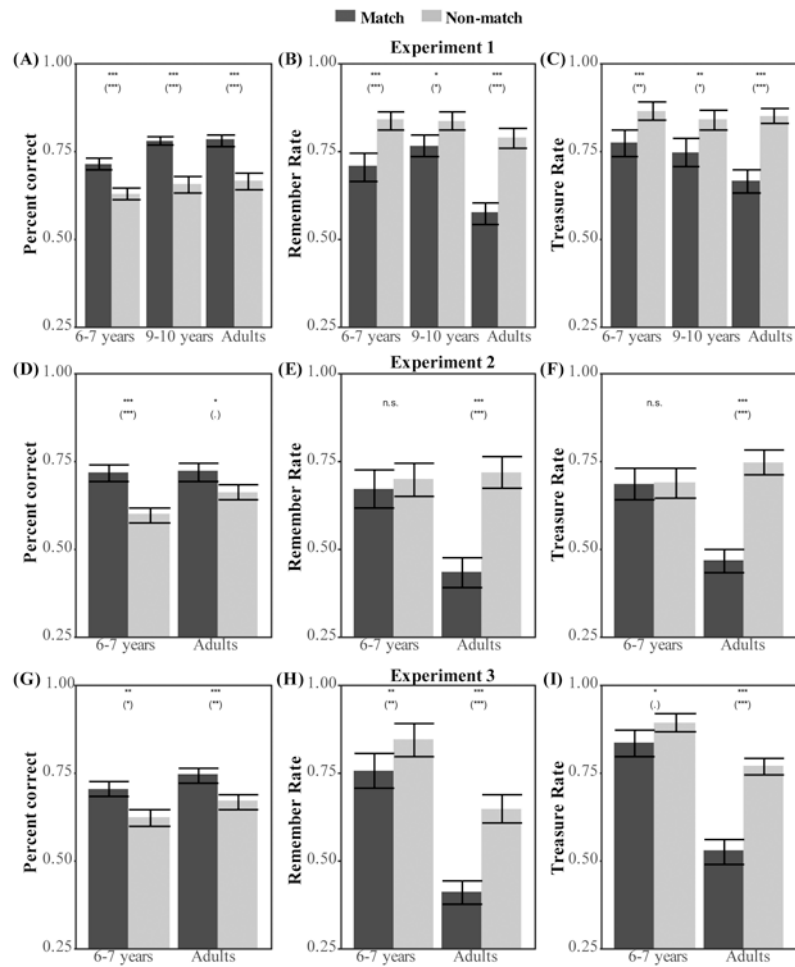 Match Non-match
Experiment 1
(A) (B) (C)
Percent correct
1.00
0.75
0.50
0.25
*** *** ***
(***) (***) (***)
6-7 years 9-10 years Adults
Remember Rate
1.00
0.75
0.50
0.25
*** * ***
(***) (*) (***)
6-7 years 9-10 years Adults
Treasure Rate
1.00
0.75
0.50
0.25
*** ** ***
(**) (*) (***)
6-7 years 9-10 years Adults
Experiment 2
(D) (E) (F)
Percent correct
1.00
0.75
0.50
0.25
*** *
(***) (.)
6-7 years Adults
Remember Rate
1.00
0.75
0.50
0.25
n.s. ***
(***)
6-7 years Adults
Treasure Rate
1.00
0.75
0.50
0.25
n.s. ***
(***)
6-7 years Adults
Experiment 3
(G) (H) (I)
Percent correct
1.00
0.75
0.50
0.25
** ***
(*) (**)
6-7 years Adults
Remember Rate
1.00
0.75
0.50
0.25
** ***
(**) (***)
6-7 years Adults
Treasure Rate
1.00
0.75
0.50
0.25
* ***
(.) (***)
6-7 years Adults